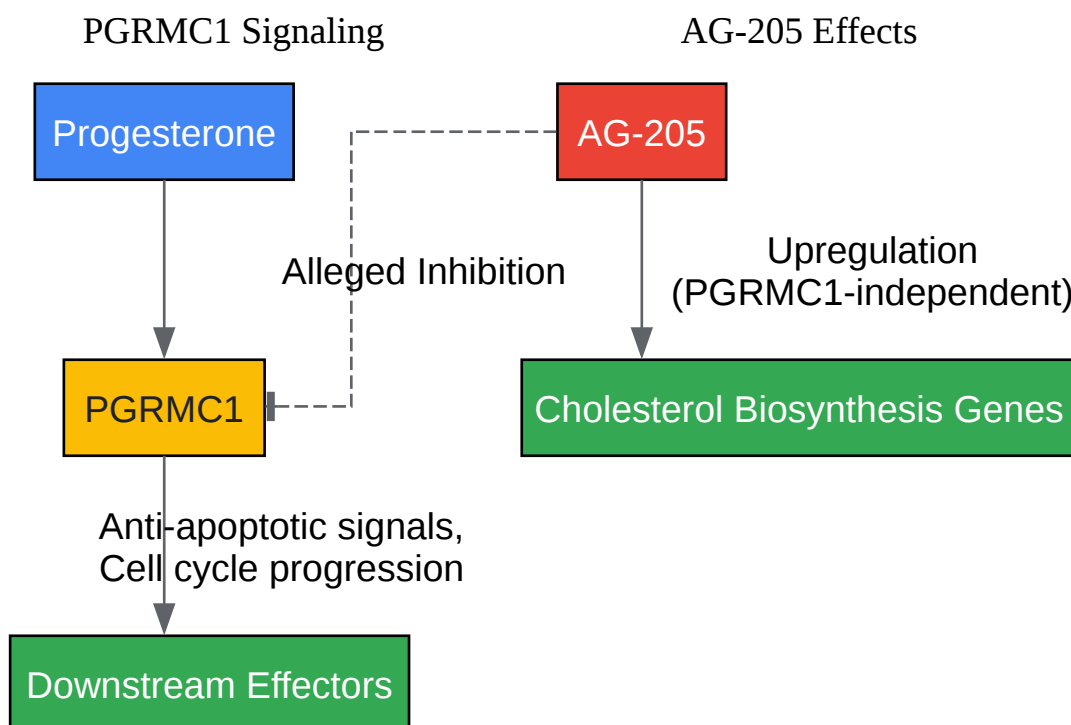 PGRMC1 Signaling
AG-205 Effects
Progesterone
AG-205
Alleged Inhibition
Upregulation
(PGRMC1-independent)
PGRMC1
Cholesterol Biosynthesis Genes
Anti-apoptotic signals,
Cell cycle progression
Downstream Effectors